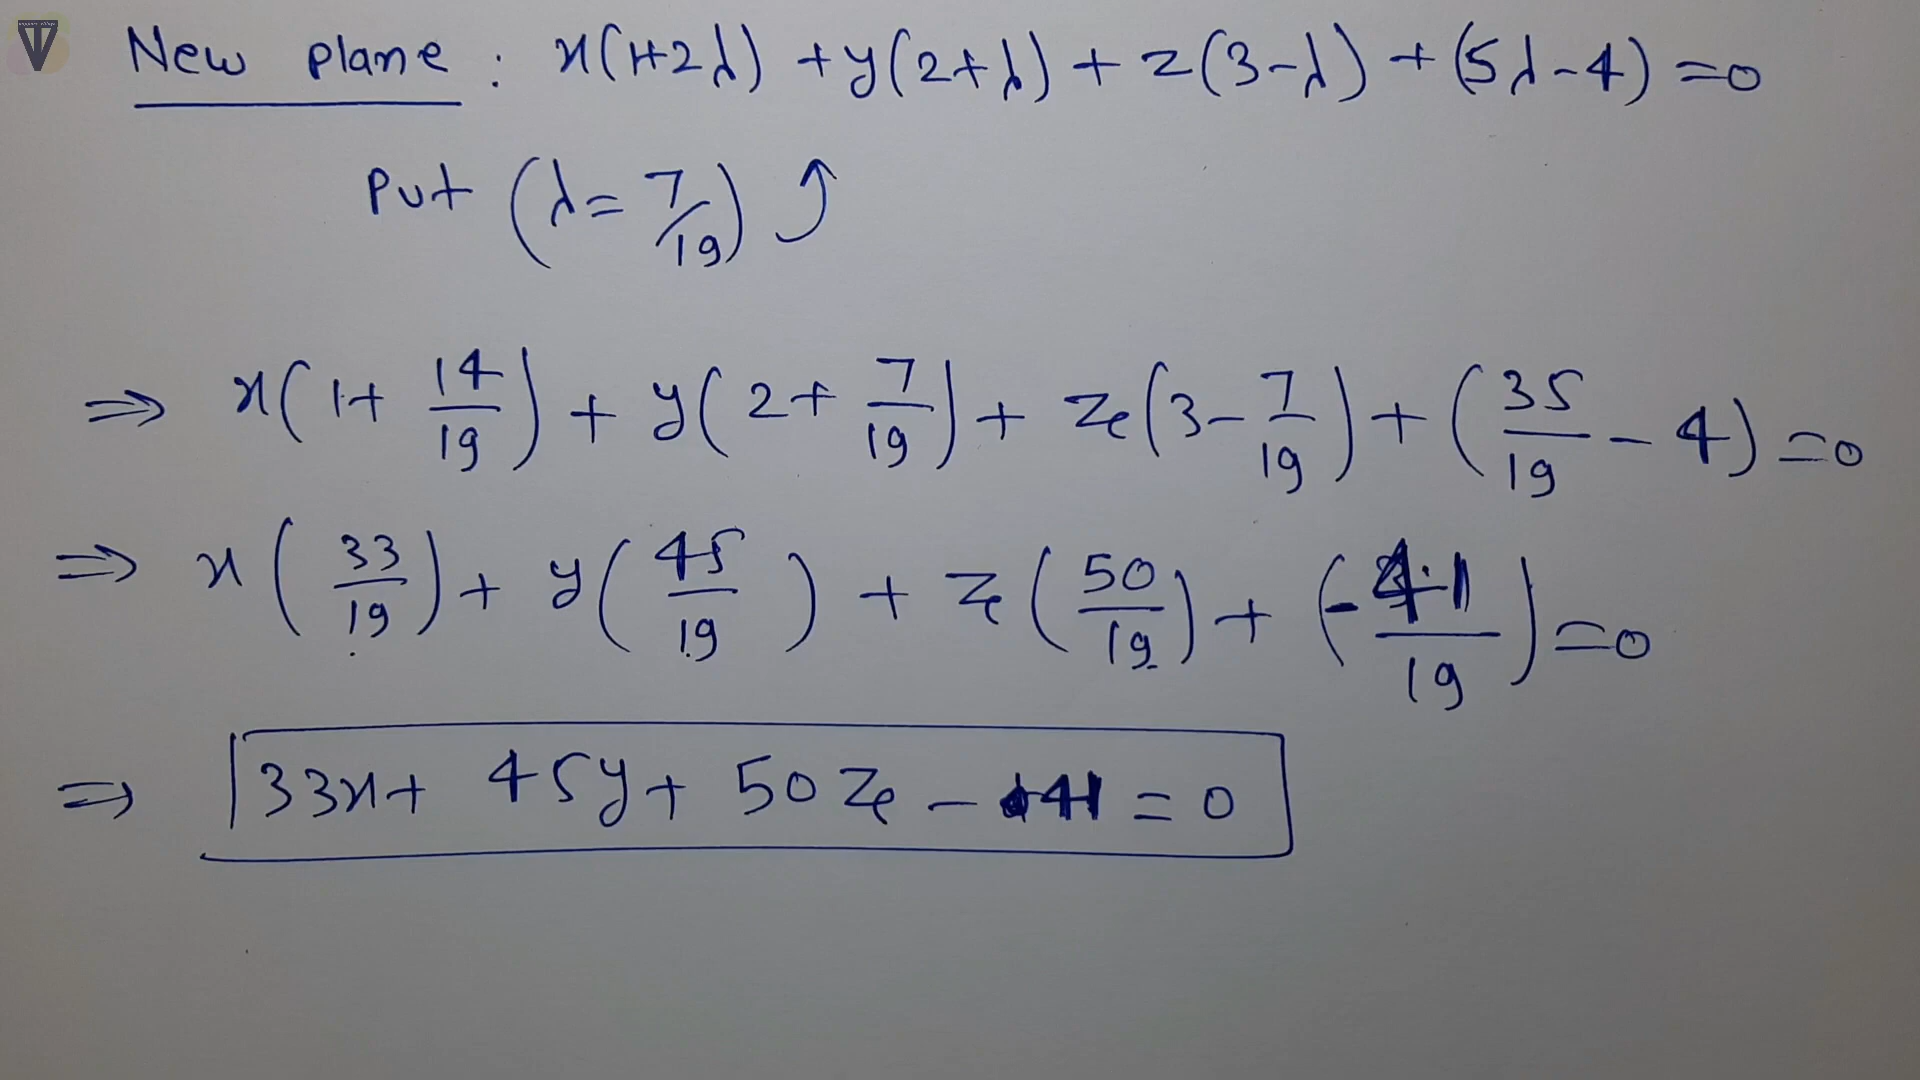 New plane : x(1+2λ) + y(2+λ) + z(3-λ) + (5λ-4) = 0
Put (λ = 7/19)
⇒ x(1+ 14/19) + y(2+ 7/19) + z(3- 7/19) + (35/19 - 4) = 0
⇒ x(33/19) + y(45/19) + z(50/19) + (-41/19) = 0
⇒ 33x + 45y + 50z - 41 = 0